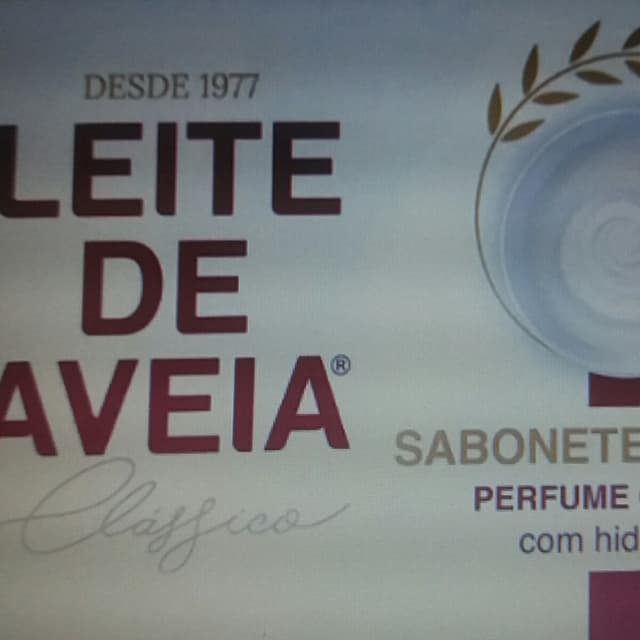 DESDE 1977
LEITE
DE
AVEIA®
Clássico
SABONETE
PERFUME
com hid